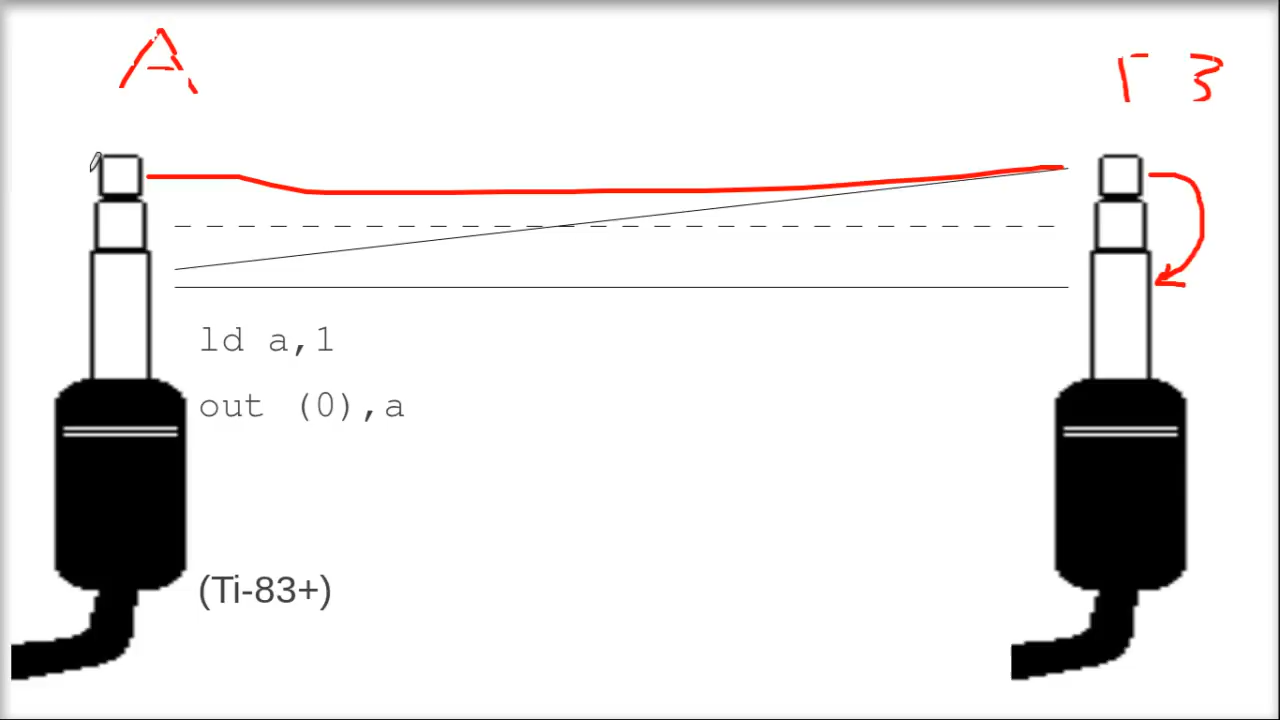 A
ld a,1
out (0),a
(Ti-83+)